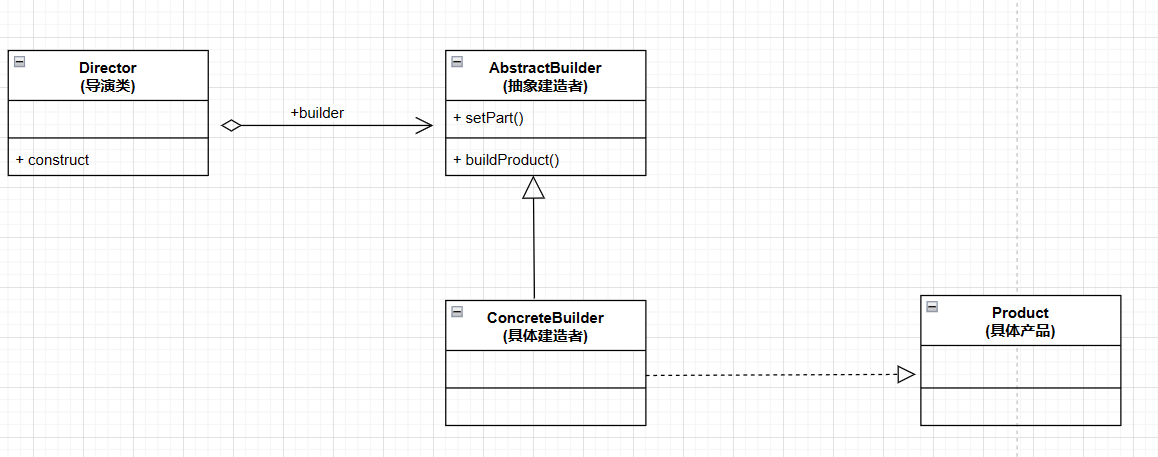 Director
(导演类)
+ construct
+builder
AbstractBuilder
(抽象建造者)
+ setPart()
+ buildProduct()
ConcreteBuilder
(具体建造者)
Product
(具体产品)